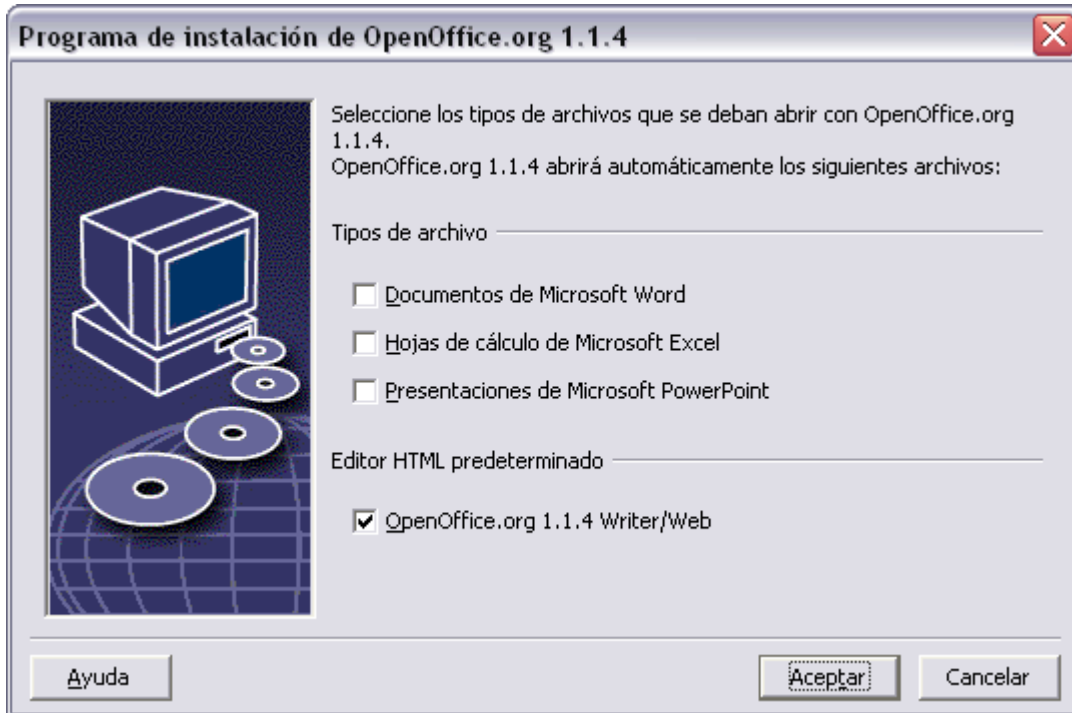 Programa de instalación de OpenOffice.org 1.1.4
Seleccione los tipos de archivos que se deban abrir con OpenOffice.org
1.1.4.
OpenOffice.org 1.1.4 abrirá automáticamente los siguientes archivos:
Tipos de archivo
Documentos de Microsoft Word
Hojas de cálculo de Microsoft Excel
Presentaciones de Microsoft PowerPoint
Editor HTML predeterminado
OpenOffice.org 1.1.4 Writer/Web
Ayuda
Aceptar
Cancelar